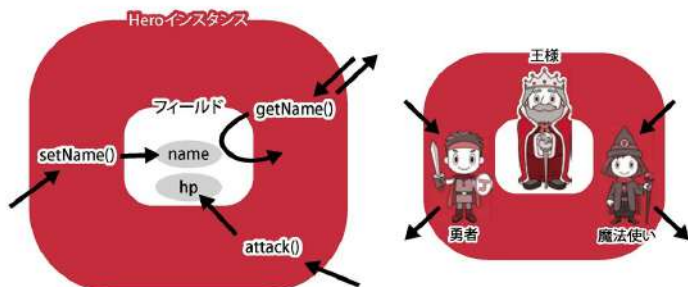 Heroインスタンス
フィールド
getName()
setName()
name
hp
attack()
王様
勇者
魔法使い